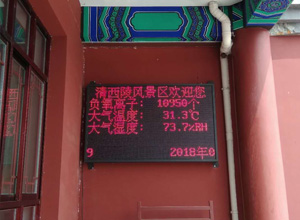 清西陵风景区欢迎您
负氧离子： 10950个
大气温度： 31.3℃
大气湿度： 73.7%RH
9 2018年0